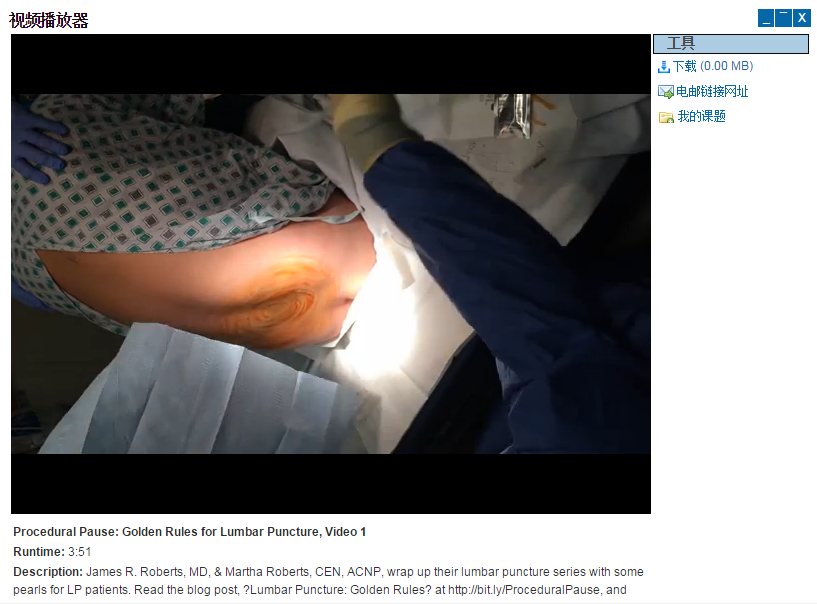 视频播放器
工具
下载 (0.00 MB)
电邮链接网址
我的课题
Procedural Pause: Golden Rules for Lumbar Puncture, Video 1
Runtime: 3:51
Description: James R. Roberts, MD, & Martha Roberts, CEN, ACNP, wrap up their lumbar puncture series with some
pearls for LP patients. Read the blog post, ?Lumbar Puncture: Golden Rules? at http://bit.ly/ProceduralPause, and